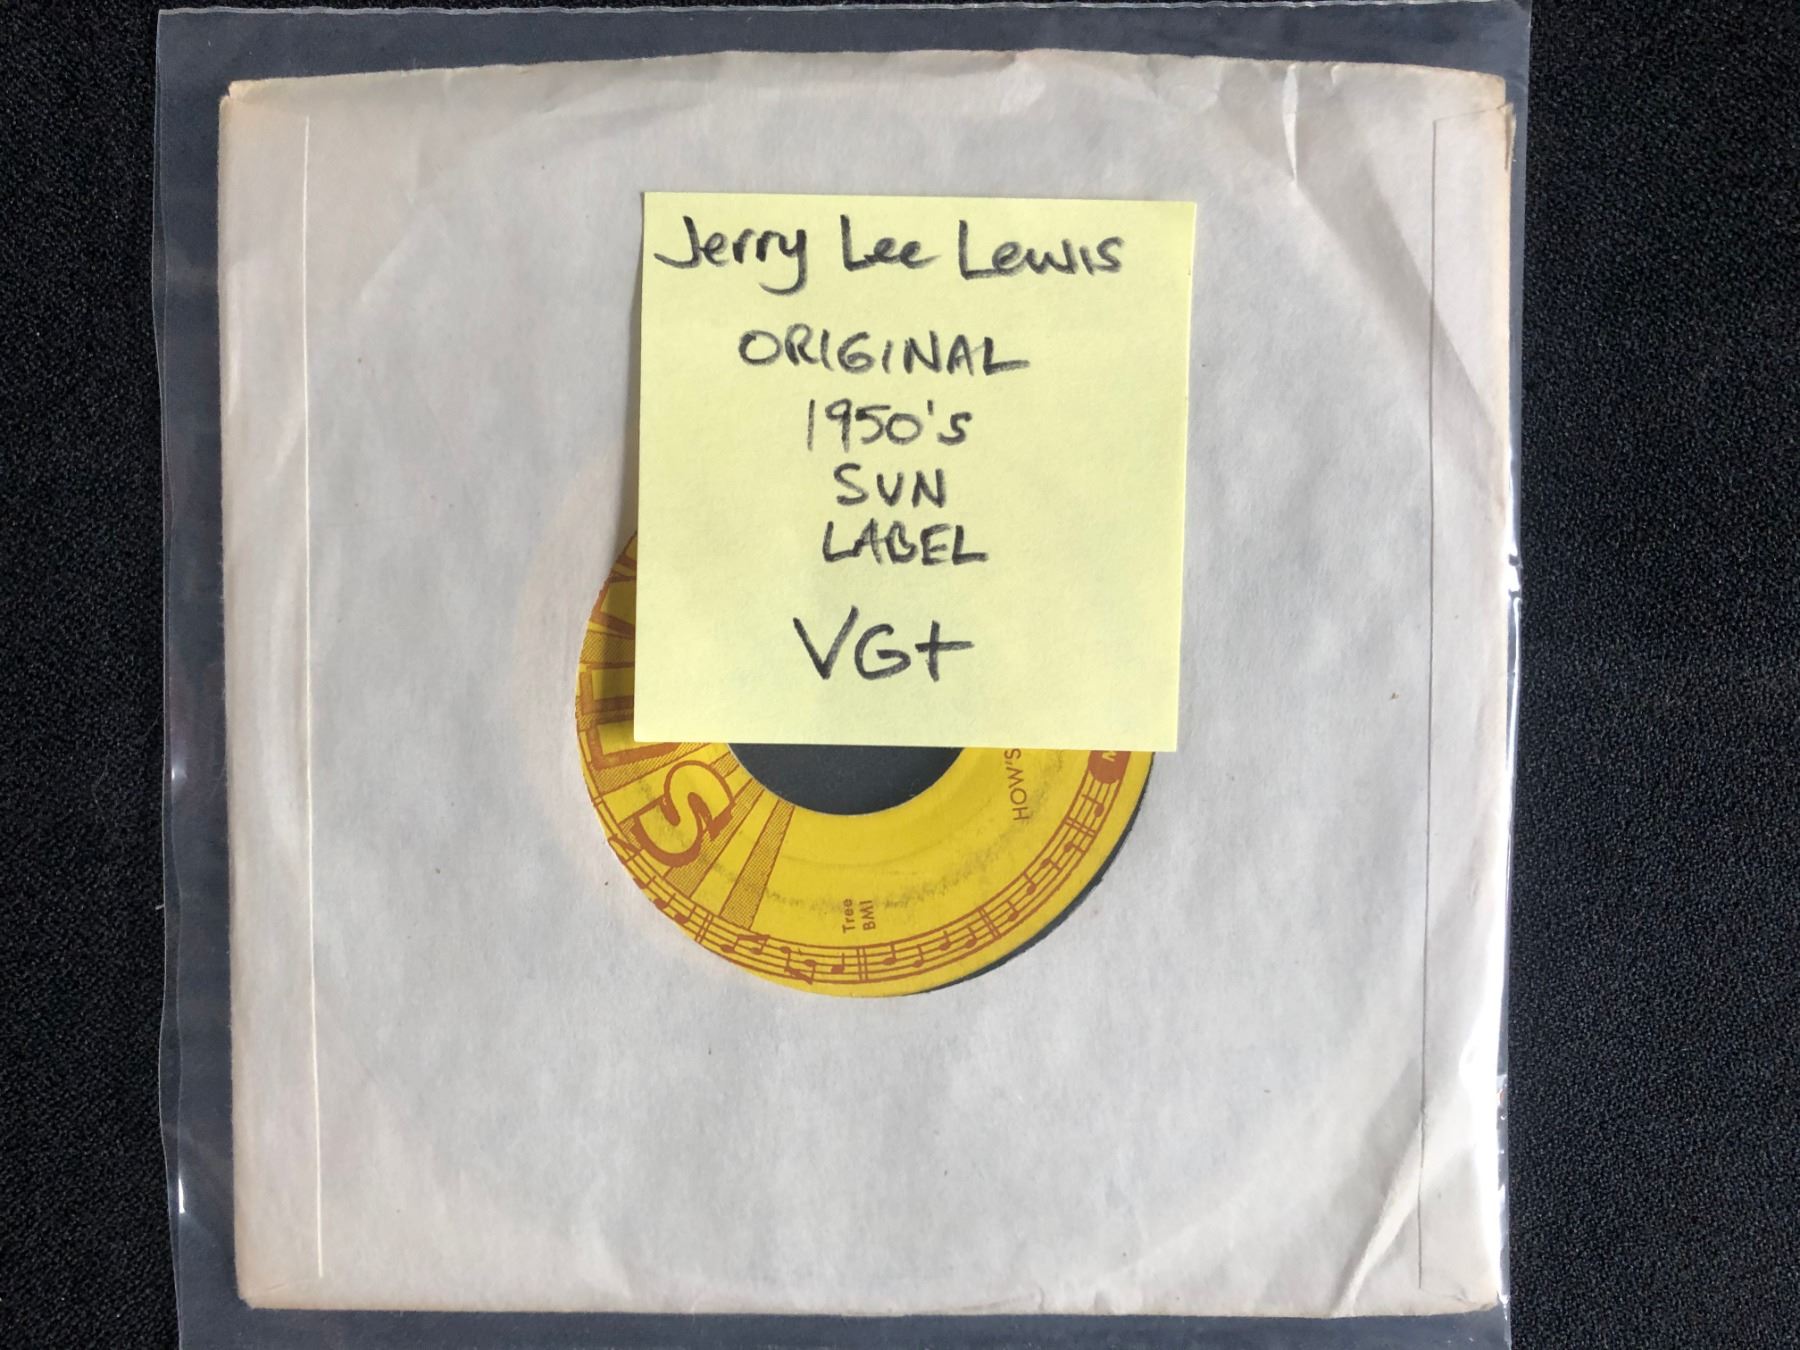 Jerry Lee Lewis
ORIGINAL
1950's
SUN
LABEL
VG+
HOW'S
Tree
BMI